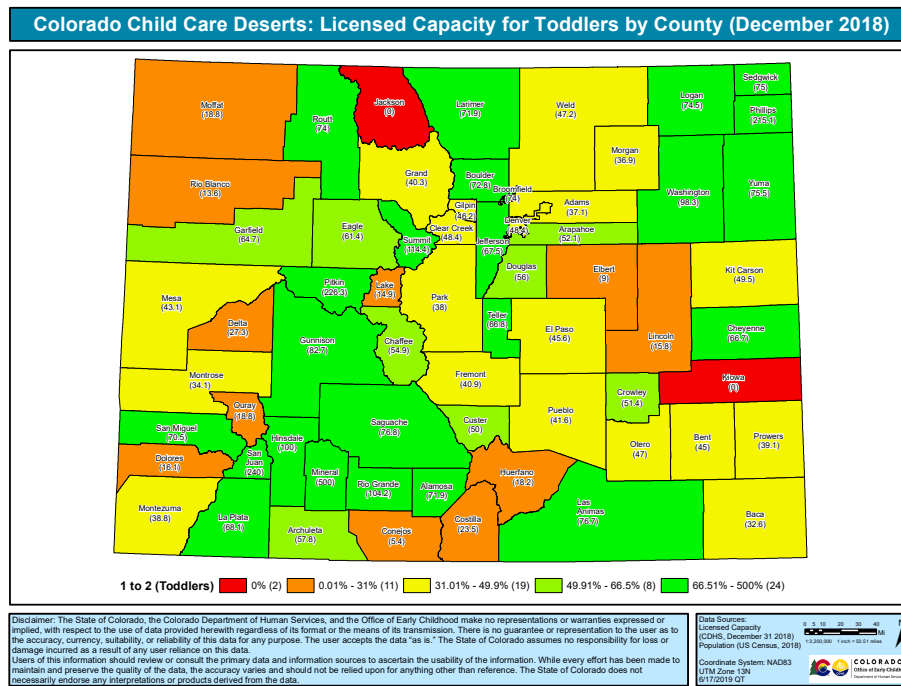 Colorado Child Care Deserts: Licensed Capacity for Toddlers by County (December 2018)
Moffat
(18.8)
Routt
(74)
Jackson
(0)
Larimer
(71.9)
Weld
(47.2)
Logan
(74.5)
Sedgwick
(75)
Phillips
(215.1)
Morgan
(36.9)
Rio Blanco
(13.6)
Grand
(40.3)
Boulder
(72.8)
Broomfield
(74)
Washington
(98.3)
Yuma
(75.5)
Gilpin
(46.2)
Adams
(37.1)
Garfield
(64.7)
Eagle
(61.4)
Summit
(114.4)
Clear Creek
(48.4)
Jefferson
(67.5)
Denver
Arapahoe
(52.1)
Douglas
(56)
Elbert
(9)
Kit Carson
(49.5)
Mesa
(43.1)
Pitkin
(226.3)
Lake
(14.9)
Park
(38)
Teller
(66.8)
El Paso
(45.6)
Lincoln
(15.8)
Cheyenne
(66.7)
Delta
(27.3)
Gunnison
(82.7)
Chaffee
(54.9)
Fremont
(40.9)
Kiowa
(0)
Montrose
(34.1)
Ouray
(18.8)
Saguache
(76.8)
Custer
(50)
Pueblo
(41.6)
Crowley
(51.4)
Otero
(47)
Bent
(45)
Prowers
(39.1)
San Miguel
(70.5)
Hinsdale
(100)
Dolores
(16.1)
San
Juan
(240)
Mineral
(500)
Rio Grande
(104.2)
Alamosa
(71.9)
Huerfano
(18.2)
Las
Animas
(76.7)
Montezuma
(38.8)
La Plata
(68.1)
Archuleta
(57.8)
Conejos
(5.4)
Costilla
(23.5)
Baca
(32.6)
1 to 2 (Toddlers) 0% (2) 0.01% - 31% (11) 31.01% - 49.9% (19) 49.91% - 66.5% (8) 66.51% - 500% (24)
Disclaimer: The State of Colorado, the Colorado Department of Human Services, and the Office of Early Childhood make no representations or warranties expressed or
implied, with respect to the use of data provided herewith regardless of its format or the means of its transmission. There is no guarantee or representation to the user as to
the accuracy, currency, suitability, or reliability of this data for any purpose. The user accepts the data “as is.” The State of Colorado assumes no responsibility for loss or
damage incurred as a result of any user reliance on this data.
Users of this information should review or consult the primary data and information sources to ascertain the usability of the information. While every effort has been made to
maintain and preserve the quality of the data, the accuracy varies and should not be relied upon for anything other than reference. The State of Colorado does not
necessarily endorse any interpretations or products derived from the data.
Data Sources:
Licensed Capacity
(CDHS, December 31 2018)
Population (US Census, 2018)
Coordinate System: NAD83
UTM Zone 13N
6/17/2019 QT
0 5 10 20 30 40
Mi
1:3,200,000 1 inch = 50.51 miles
N
COLORADO
Office of Early Childh
Department of Human Service